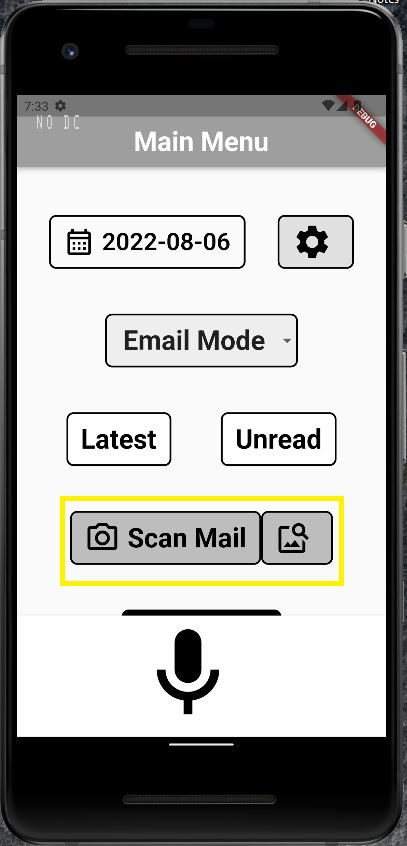 7:33
DEBUG
NO DC
Main Menu
2022-08-06
Email Mode
Latest
Unread
Scan Mail